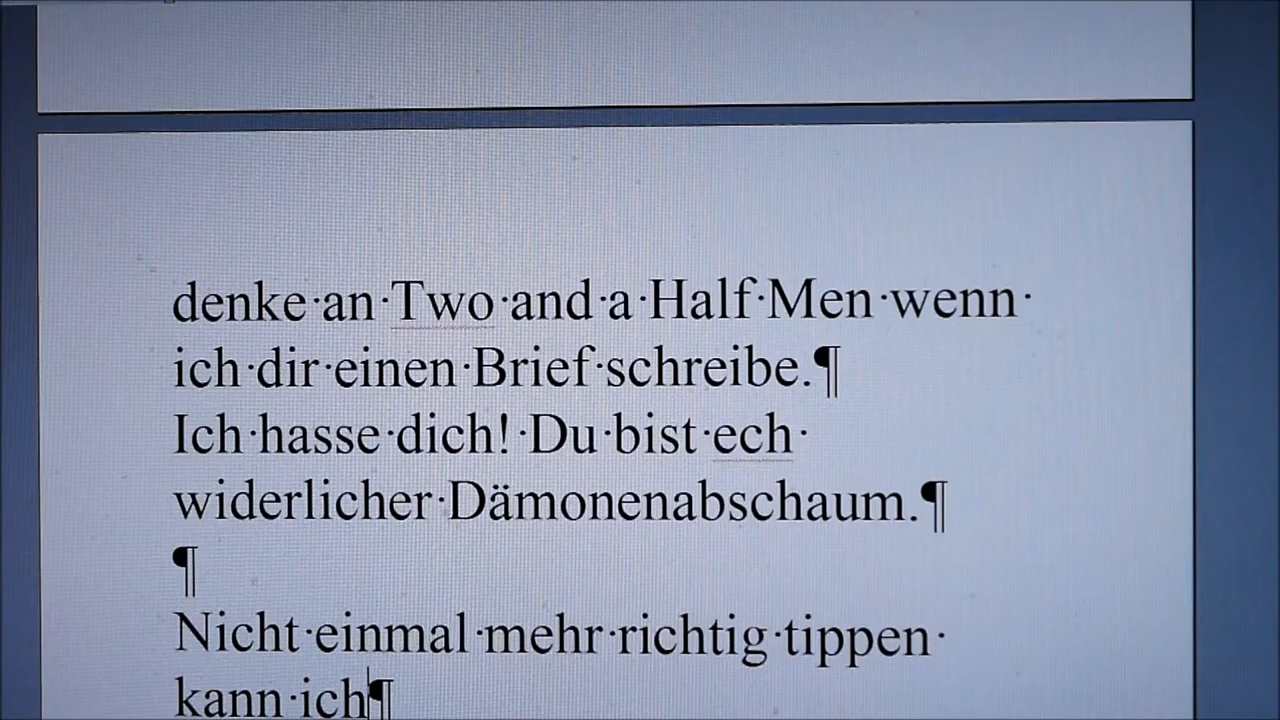 denke an Two and a Half Men wenn
ich dir einen Brief schreibe.¶
Ich hasse dich! Du bist ech
widerlicher Dämonenabschaum.¶
¶
Nicht einmal mehr richtig tippen
kann ich¶